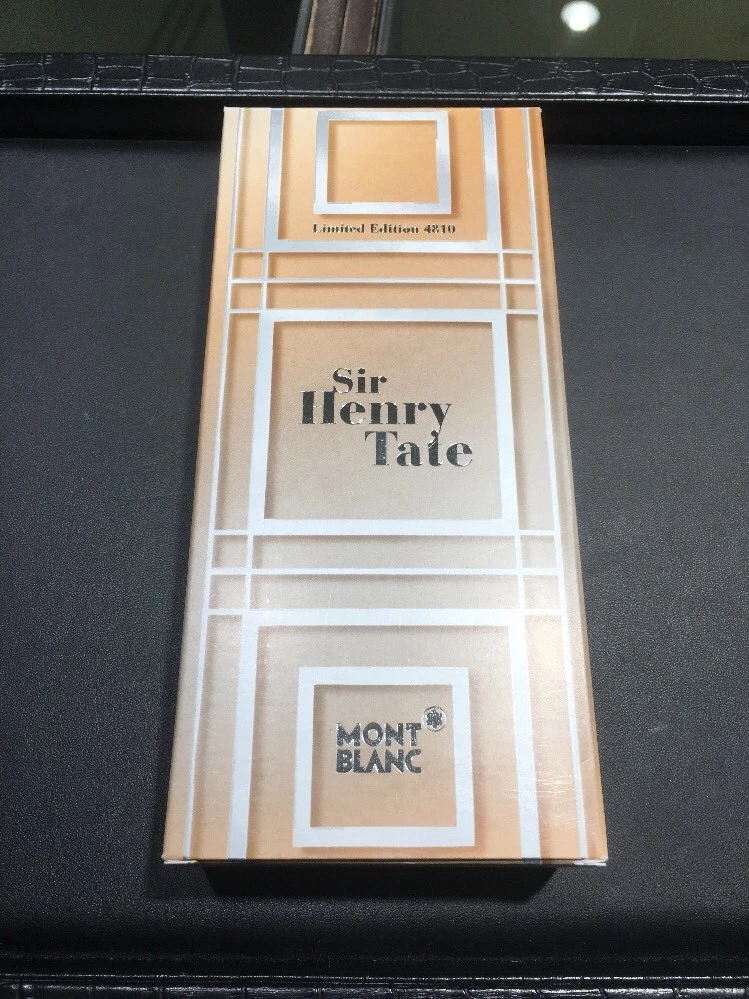 Limited Edition 4810
Sir
Henry
Tate
MONT
BLANC